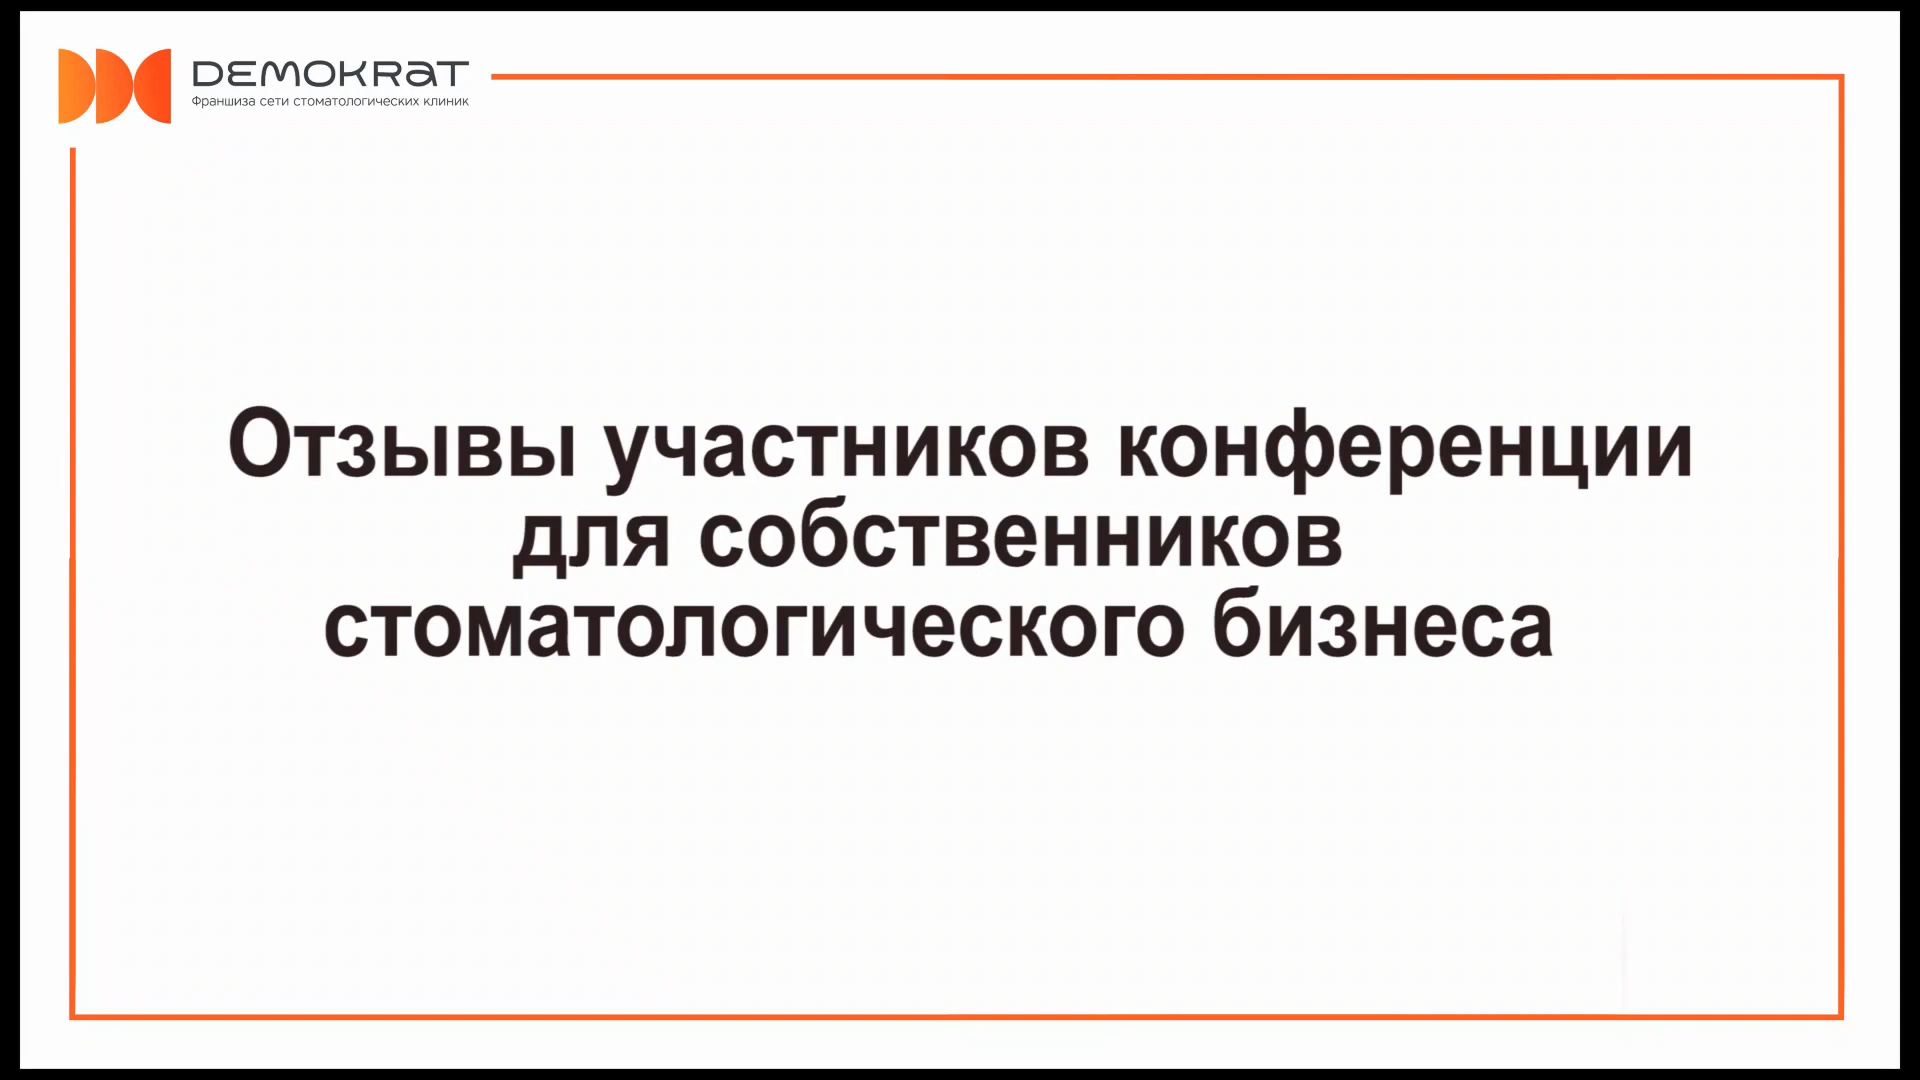 DEMOKRAT
Франшиза сети стоматологических клиник
Отзывы участников конференции
для собственников
стоматологического бизнеса